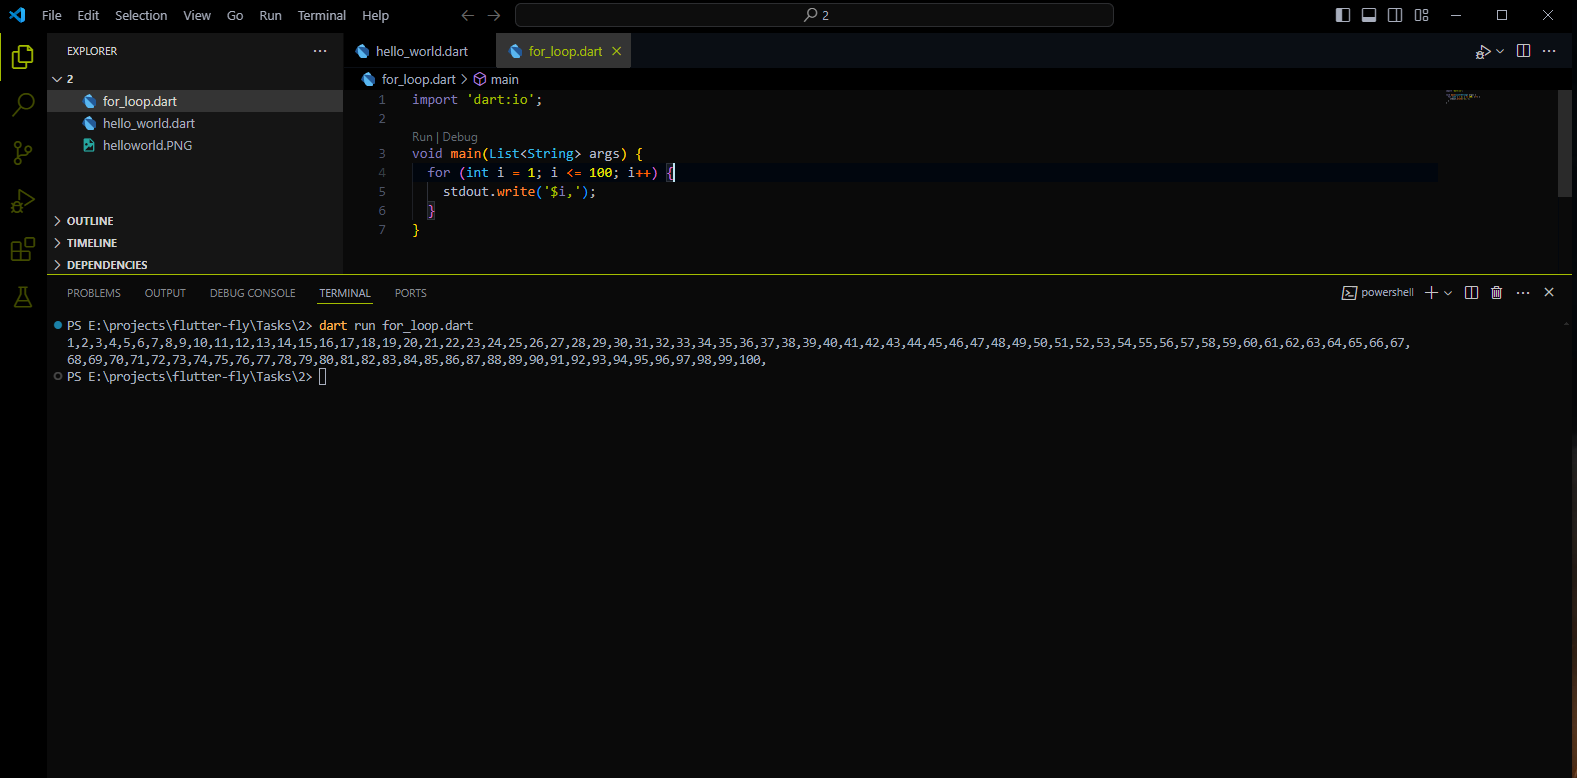 File Edit Selection View Go Run Terminal Help
2
EXPLORER
2
for_loop.dart
hello_world.dart
helloworld.PNG
OUTLINE
TIMELINE
DEPENDENCIES
hello_world.dart for_loop.dart
for_loop.dart main
1 import 'dart:io';
2
Run | Debug
3 void main(List<String> args) {
4 for (int i = 1; i <= 100; i++) {
5 stdout.write('$i,');
6 }
7 }
PROBLEMS OUTPUT DEBUG CONSOLE TERMINAL PORTS
powershell
PS E:\projects\flutter-fly\Tasks\2> dart run for_loop.dart
1,2,3,4,5,6,7,8,9,10,11,12,13,14,15,16,17,18,19,20,21,22,23,24,25,26,27,28,29,30,31,32,33,34,35,36,37,38,39,40,41,42,43,44,45,46,47,48,49,50,51,52,53,54,55,56,57,58,59,60,61,62,63,64,65,66,67,
68,69,70,71,72,73,74,75,76,77,78,79,80,81,82,83,84,85,86,87,88,89,90,91,92,93,94,95,96,97,98,99,100,
PS E:\projects\flutter-fly\Tasks\2>